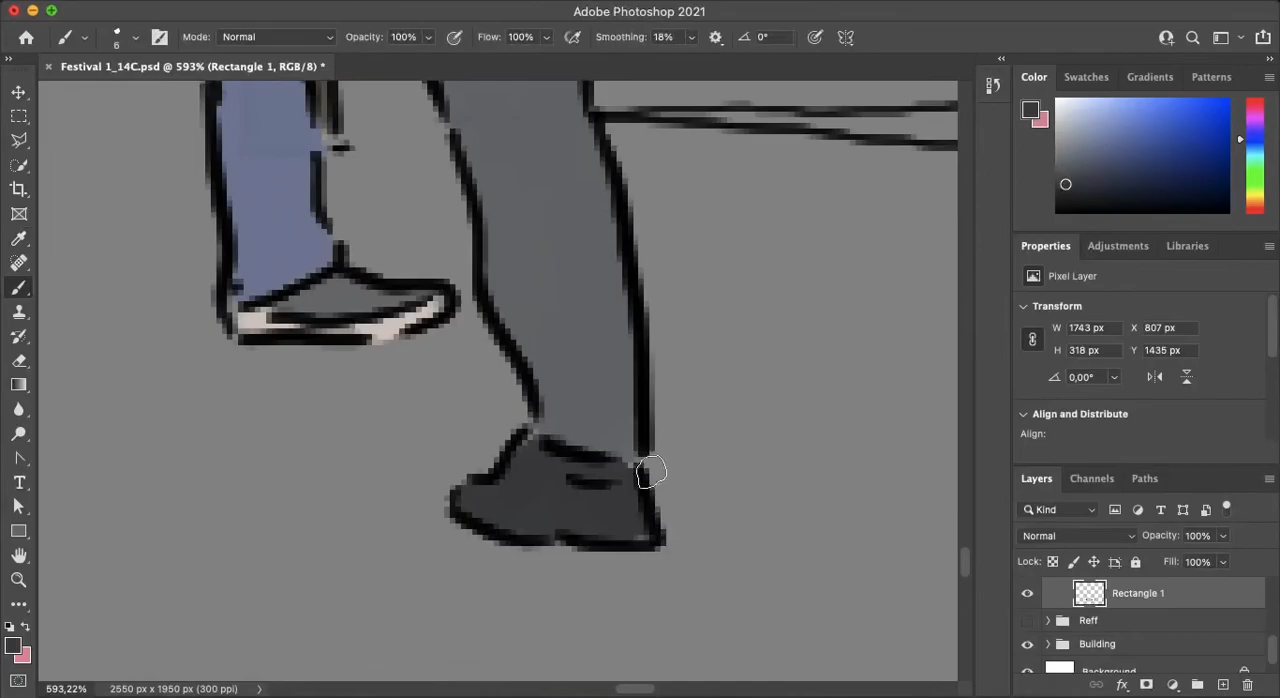 Adobe Photoshop 2021
6
Mode: Normal
Opacity: 100%
Flow: 100%
Smoothing: 18%
0°
Festival 1_14C.psd @ 593% (Rectangle 1, RGB/8) *
Color Swatches Gradients Patterns
Properties Adjustments Libraries
Pixel Layer
Transform
W 1743 px X 807 px
H 318 px Y 1435 px
0,00°
Align and Distribute
Align:
Layers Channels Paths
Kind
Normal Opacity: 100%
Lock: Fill: 100%
Rectangle 1
Reff
Building
Background
593,22% 2550 px x 1950 px (300 ppi)